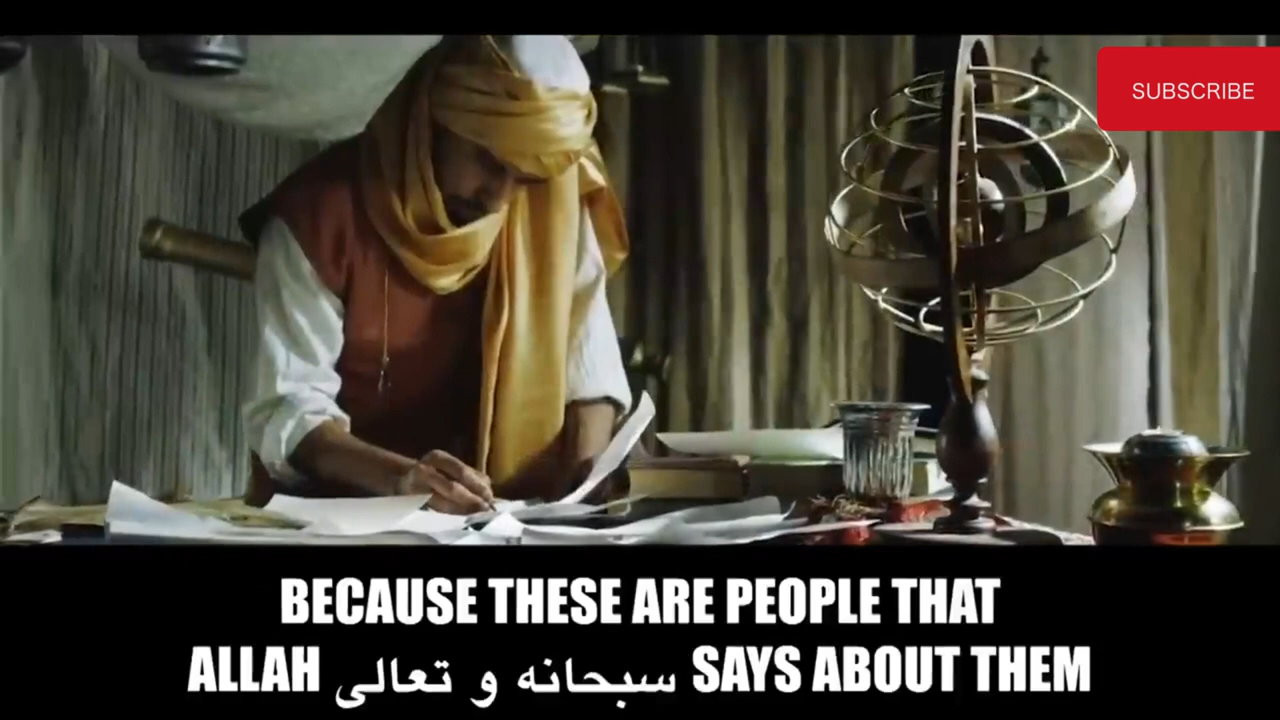 SUBSCRIBE
BECAUSE THESE ARE PEOPLE THAT
ALLAH سبحانه و تعالى SAYS ABOUT THEM